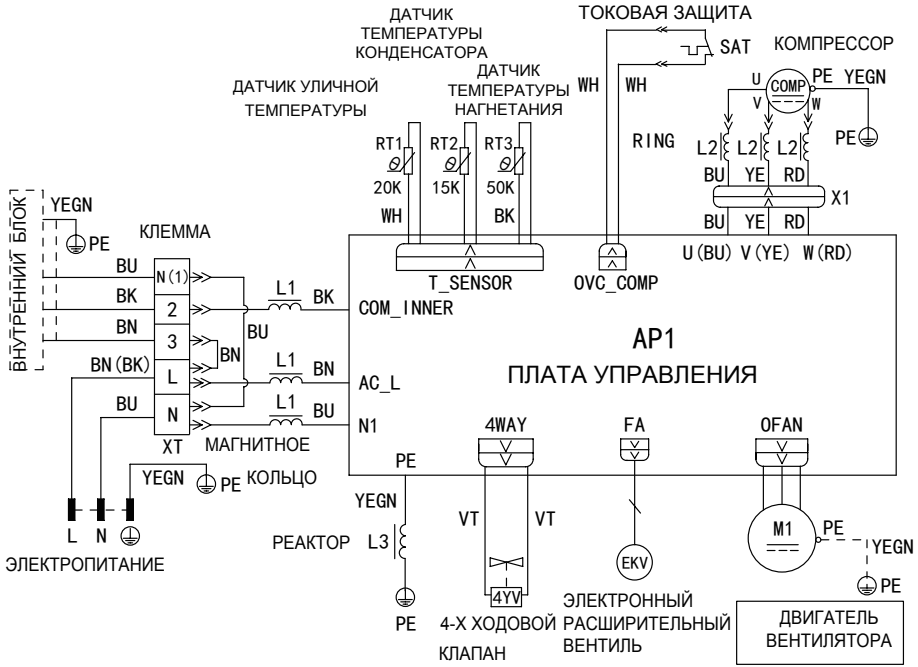 ДАТЧИК
ТЕМПЕРАТУРЫ
КОНДЕНСАТОРА
ТОКОВАЯ ЗАЩИТА
SAT
КОМПРЕССОР
ДАТЧИК УЛИЧНОЙ
ТЕМПЕРАТУРЫ
ДАТЧИК
ТЕМПЕРАТУРЫ
НАГНЕТАНИЯ
WH WH
U COMP PE YEGN
V W
PE
RING
L2 L2 L2
BU YE RD
X1
BU YE RD
RT1 RT2 RT3
θ θ θ
20K 15K 50K
WH BK
U(BU) V(YE) W(RD)
T_SENSOR
OVC_COMP
ВНУТРЕННИЙ БЛОК
YEGN
PE
КЛЕММА
BU N(1)
BK 2 L1 BK COM_INNER
BU
BN 3 BN
BN(BK) L L1 BN AC_L
BU N L1 BU N1
XT
МАГНИТНОЕ
КОЛЬЦО
YEGN PE
L N
ЭЛЕКТРОПИТАНИЕ
AP1
ПЛАТА УПРАВЛЕНИЯ
PE
4WAY FA OFAN
YEGN
РЕАКТОР L3
PE
VT VT
4YV
4-Х ХОДОВОЙ
КЛАПАН
EKV
ЭЛЕКТРОННЫЙ
РАСШИРИТЕЛЬНЫЙ
ВЕНТИЛЬ
M1 PE
YEGN
PE
ДВИГАТЕЛЬ
ВЕНТИЛЯТОРА